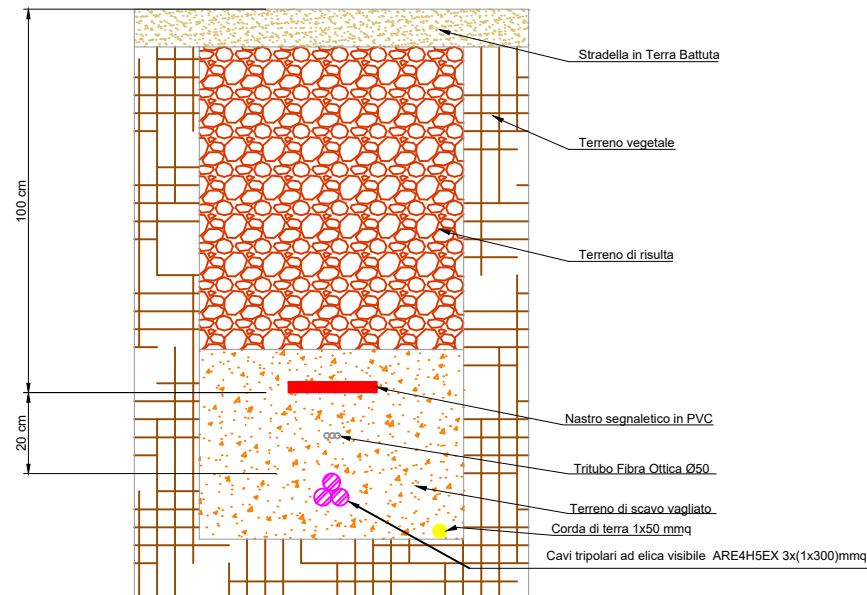 Stradella in Terra Battuta
Terreno vegetale
100 cm
Terreno di risulta
Nastro segnaletico in PVC
20 cm
Tritubo Fibra Ottica Ø50
Terreno di scavo vagliato
Corda di terra 1x50 mmq
Cavi tripolari ad elica visibile ARE4H5EX 3x(1x300)mmq